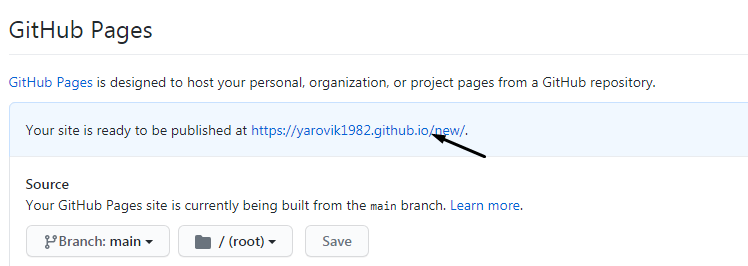 GitHub Pages
GitHub Pages is designed to host your personal, organization, or project pages from a GitHub repository.
Your site is ready to be published at https://yarovik1982.github.io/new/.
Source
Your GitHub Pages site is currently being built from the main branch. Learn more.
Branch: main / (root) Save